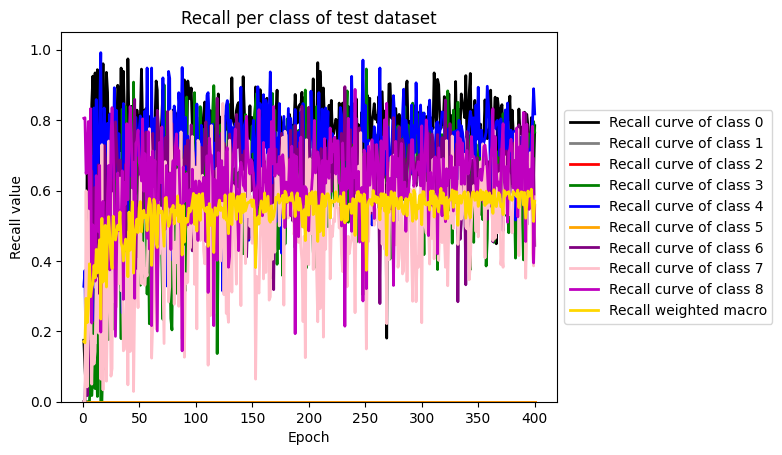 Recall per class of test dataset
Recall value
1.0
0.8
0.6
0.4
0.2
0.0
0 50 100 150 200 250 300 350 400
Epoch
Recall curve of class 0
Recall curve of class 1
Recall curve of class 2
Recall curve of class 3
Recall curve of class 4
Recall curve of class 5
Recall curve of class 6
Recall curve of class 7
Recall curve of class 8
Recall weighted macro